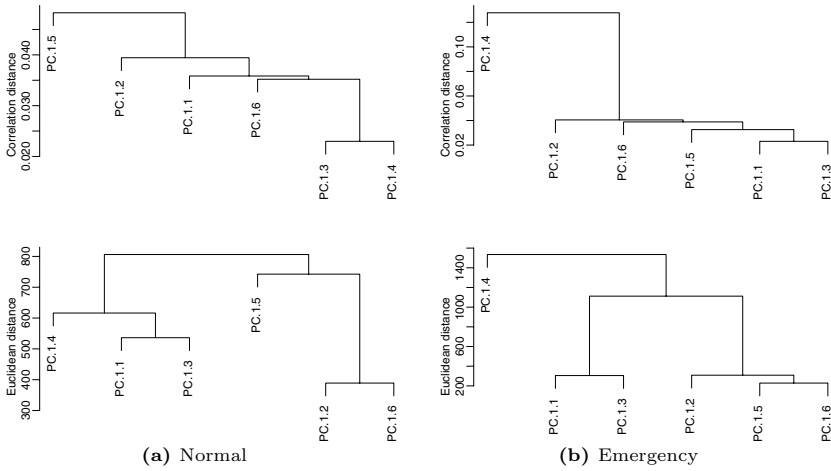 Correlation distance
0.020
0.030
0.040
PC.1.5
PC.1.2
PC.1.1
PC.1.6
PC.1.3
PC.1.4
Correlation distance
0.02
0.06
0.10
PC.1.4
PC.1.2
PC.1.6
PC.1.5
PC.1.1
PC.1.3
Euclidean distance
300
400
500
600
700
800
PC.1.4
PC.1.1
PC.1.3
PC.1.5
PC.1.2
PC.1.6
Euclidean distance
200
600
1000
1400
PC.1.4
PC.1.1
PC.1.3
PC.1.2
PC.1.5
PC.1.6
(a) Normal
(b) Emergency